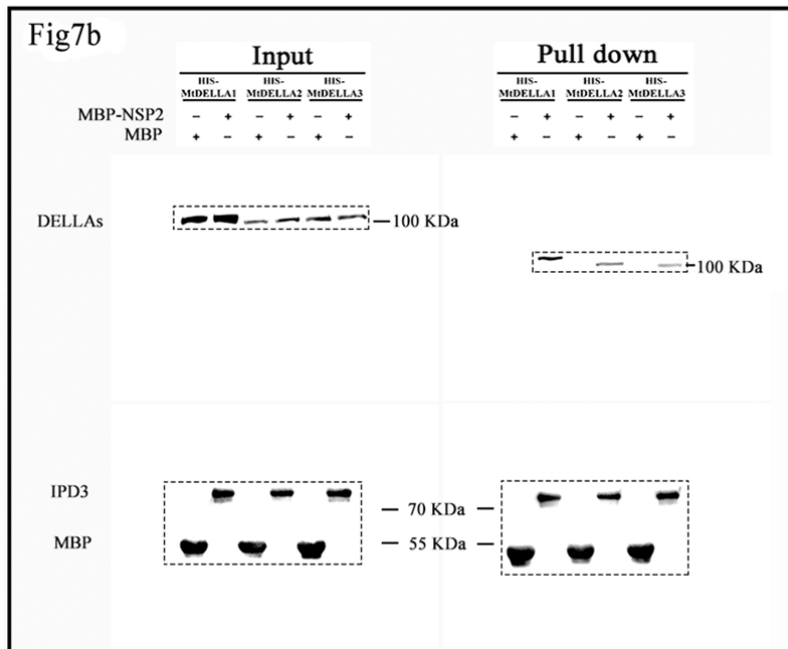 Fig7b
Input
Pull down
HIS-MtDELLA1 HIS-MtDELLA2 HIS-MtDELLA3
HIS-MtDELLA1 HIS-MtDELLA2 HIS-MtDELLA3
MBP-NSP2 - + - + - + - + - + - +
MBP + - + - + - + - + - + -
DELLAs
100 KDa
100 KDa
IPD3
70 KDa
MBP
55 KDa